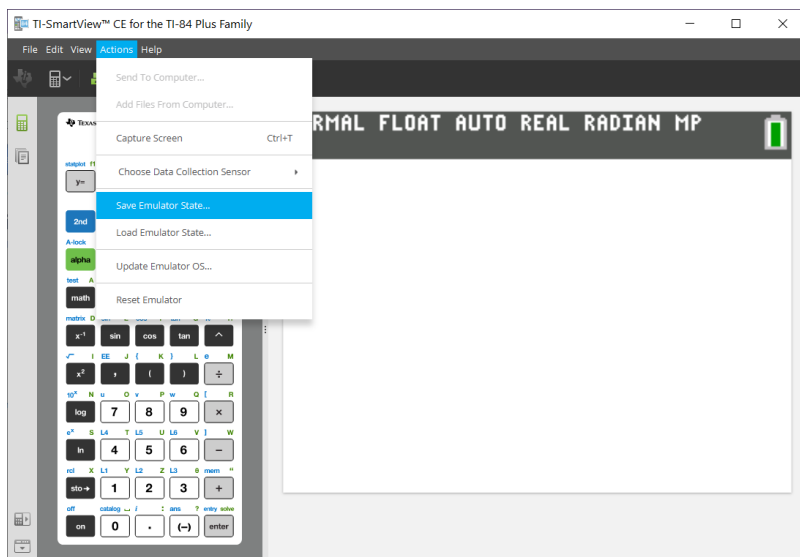 TI-SmartView™ CE for the TI-84 Plus Family
File Edit View Actions Help
Send To Computer...
Add Files From Computer...
Capture Screen Ctrl+T
Choose Data Collection Sensor
Save Emulator State...
Load Emulator State...
Update Emulator OS...
Reset Emulator
RMAL FLOAT AUTO REAL RADIAN MP
TEXAS
statplot f1
y=
2nd
A-lock
alpha
test A
math
matrix D
x⁻¹ sin cos tan ^
√ I EE J { K } L e M
x² , ( ) ÷
10ˣ N u O v P w Q [ R
log 7 8 9 ×
eˣ S L4 T L5 U L6 V ] W
ln 4 5 6 −
rcl X L1 Y L2 Z L3 θ mem "
sto→ 1 2 3 +
off catalog ⎵ i : ans ? entry solve
on 0 . (−) enter